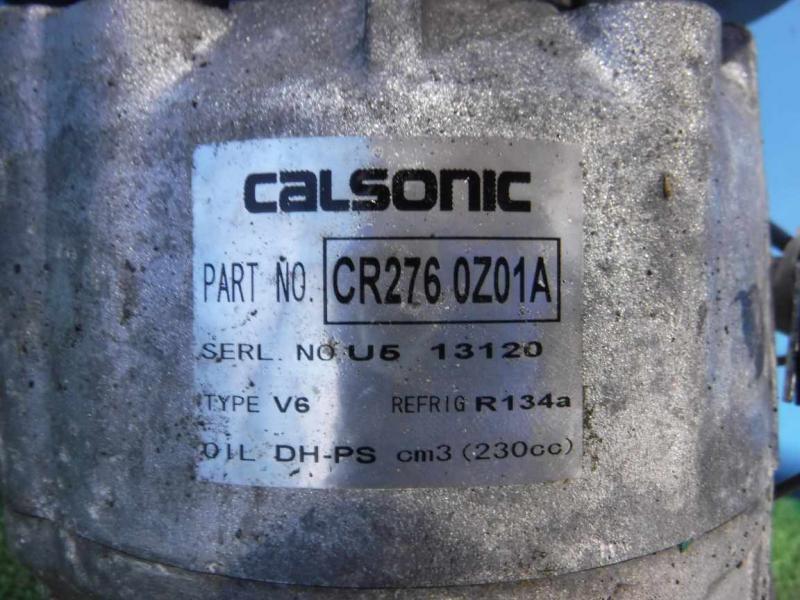 CALSONIC
PART NO. CR276 0Z01A
SERL. NO U5 13120
TYPE V6 REFRIG R134a
OIL DH-PS cm3 (230cc)